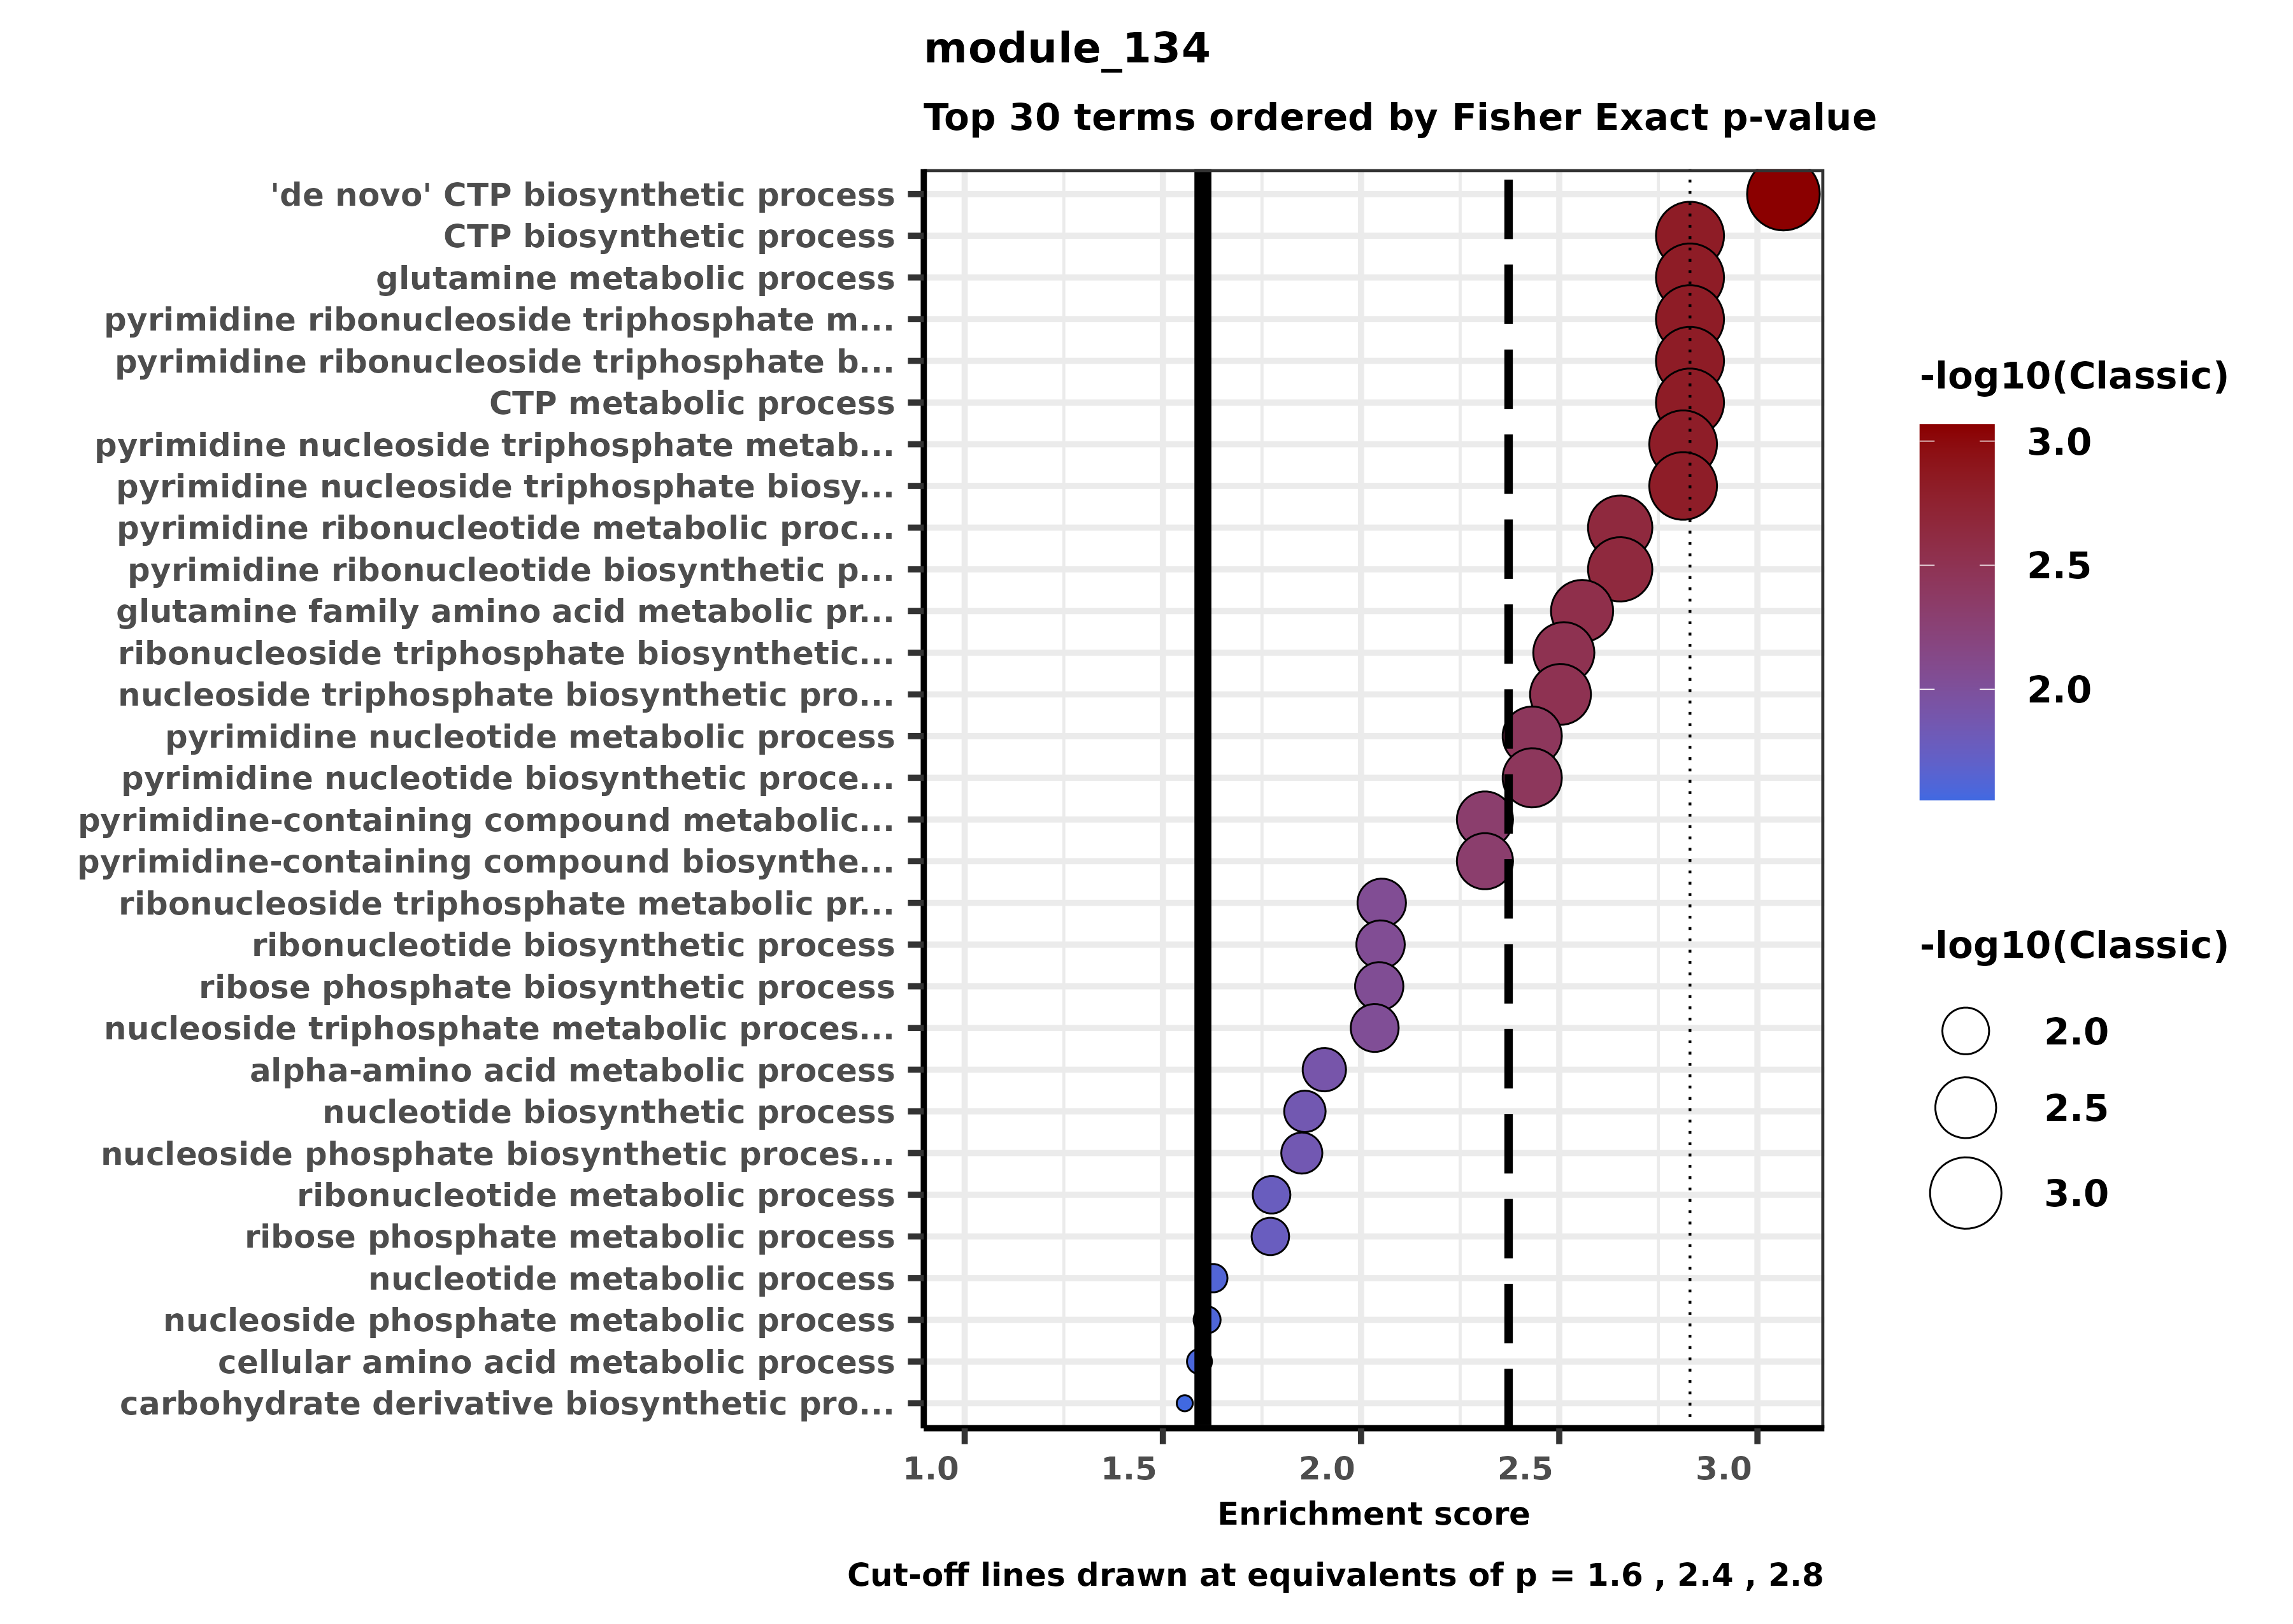 module_134
Top 30 terms ordered by Fisher Exact p-value
'de novo' CTP biosynthetic process
CTP biosynthetic process
glutamine metabolic process
pyrimidine ribonucleoside triphosphate m...
pyrimidine ribonucleoside triphosphate b...
CTP metabolic process
pyrimidine nucleoside triphosphate metab...
pyrimidine nucleoside triphosphate biosy...
pyrimidine ribonucleotide metabolic proc...
pyrimidine ribonucleotide biosynthetic p...
glutamine family amino acid metabolic pr...
ribonucleoside triphosphate biosynthetic...
nucleoside triphosphate biosynthetic pro...
pyrimidine nucleotide metabolic process
pyrimidine nucleotide biosynthetic proce...
pyrimidine-containing compound metabolic...
pyrimidine-containing compound biosynthe...
ribonucleoside triphosphate metabolic pr...
ribonucleotide biosynthetic process
ribose phosphate biosynthetic process
nucleoside triphosphate metabolic proces...
alpha-amino acid metabolic process
nucleotide biosynthetic process
nucleoside phosphate biosynthetic proces...
ribonucleotide metabolic process
ribose phosphate metabolic process
nucleotide metabolic process
nucleoside phosphate metabolic process
cellular amino acid metabolic process
carbohydrate derivative biosynthetic pro...
1.0 1.5 2.0 2.5 3.0
Enrichment score
Cut-off lines drawn at equivalents of p = 1.6 , 2.4 , 2.8
-log10(Classic)
3.0
2.5
2.0
-log10(Classic)
2.0
2.5
3.0